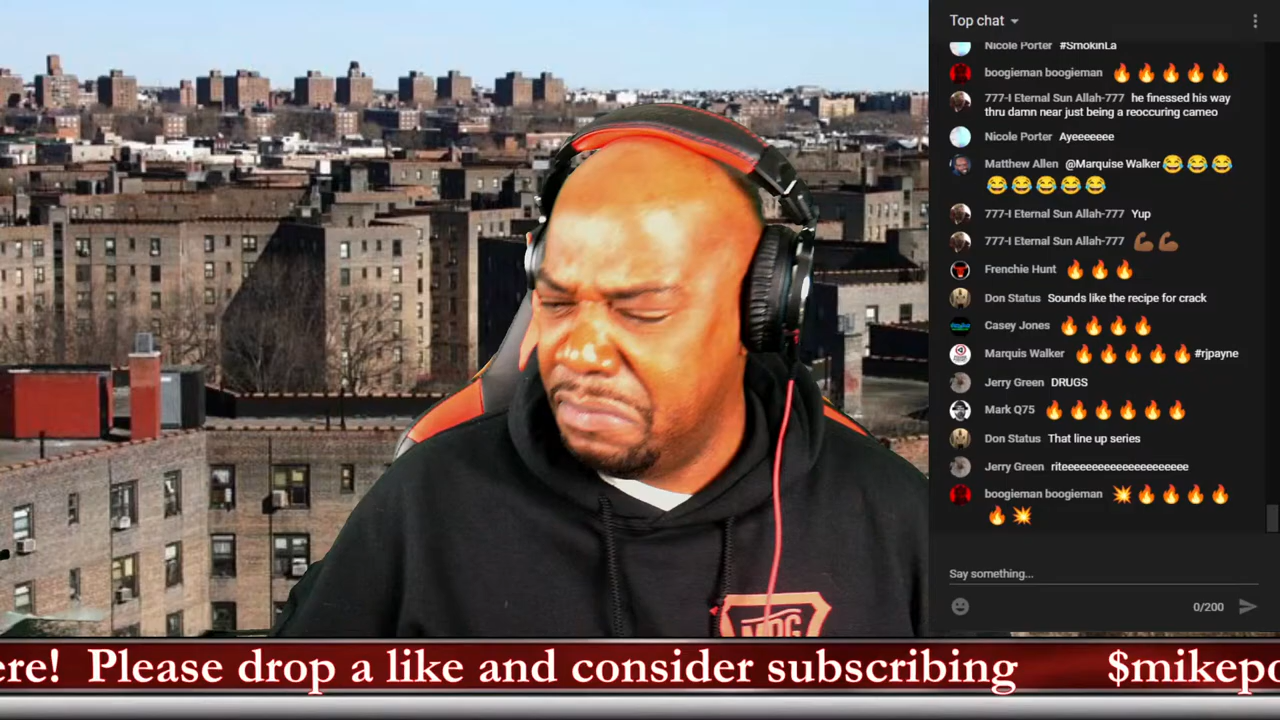 Top chat
Nicole Porter #SmokinLa
boogieman boogieman 🔥🔥🔥🔥🔥
777-I Eternal Sun Allah-777 he finessed his way
thru damn near just being a reoccuring cameo
Nicole Porter Ayeeeeeee
Matthew Allen @Marquise Walker 😂😂😂
😂😂😂😂😂
777-I Eternal Sun Allah-777 Yup
777-I Eternal Sun Allah-777 💪🏾💪🏾
Frenchie Hunt 🔥🔥🔥
Don Status Sounds like the recipe for crack
Casey Jones 🔥🔥🔥🔥
Marquis Walker 🔥🔥🔥🔥🔥#rjpayne
Jerry Green DRUGS
Mark Q75 🔥🔥🔥🔥🔥🔥
Don Status That line up series
Jerry Green riteeeeeeeeeeeeeeeeeeeee
boogieman boogieman 💥🔥🔥🔥🔥
🔥💥
Say something...
0/200
MPG
ere! Please drop a like and consider subscribing $mikepo